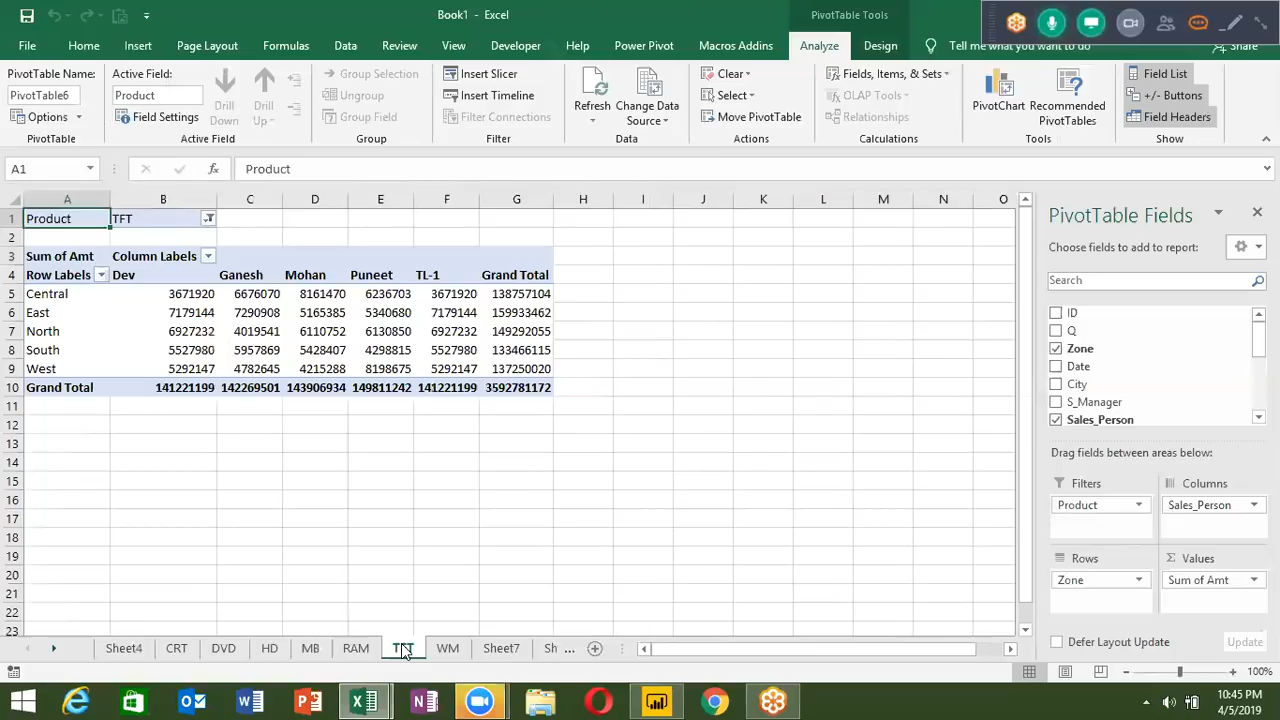 Book1 - Excel
PivotTable Tools
File Home Insert Page Layout Formulas Data Review View Developer Help Power Pivot Macros Addins Analyze Design Tell me what you want to do Share
PivotTable Name: Active Field: Group Selection Insert Slicer Clear Fields, Items, & Sets Field List
PivotTable6 Product Drill Down Drill Up Ungroup Insert Timeline Refresh Change Data Source Select OLAP Tools PivotChart Recommended PivotTables +/- Buttons
Options Field Settings Group Field Filter Connections Move PivotTable Relationships Field Headers
PivotTable Active Field Group Filter Data Actions Calculations Tools Show
A1 fx Product
A B C D E F G H I J K L M N O
1 Product TFT
2
3 Sum of Amt Column Labels
4 Row Labels Dev Ganesh Mohan Puneet TL-1 Grand Total
5 Central 3671920 6676070 8161470 6236703 3671920 138757104
6 East 7179144 7290908 5165385 5340680 7179144 159933462
7 North 6927232 4019541 6110752 6130850 6927232 149292055
8 South 5527980 5957869 5428407 4298815 5527980 133466115
9 West 5292147 4782645 4215288 8198675 5292147 137250020
10 Grand Total 141221199 142269501 143906934 149811242 141221199 3592781172
11
12
13
14
15
16
17
18
19
20
21
22
23
PivotTable Fields
Choose fields to add to report:
Search
ID
Q
Zone
Date
City
S_Manager
Sales_Person
Drag fields between areas below:
Filters Columns
Product Sales_Person
Rows Σ Values
Zone Sum of Amt
Defer Layout Update Update
Sheet4 CRT DVD HD MB RAM WM Sheet7 Sh ...
100%
10:45 PM
4/5/2019